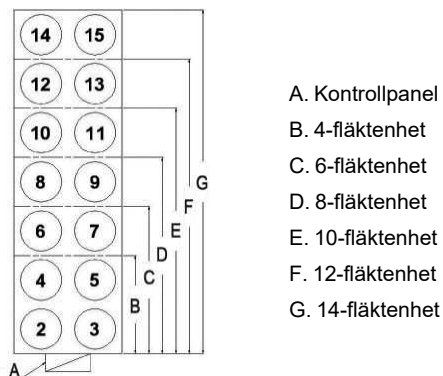 14 15
12 13
10 11
8 9
6 7
4 5
2 3
G
F
E
D
C
B
A
A. Kontrollpanel
B. 4-fläktenhet
C. 6-fläktenhet
D. 8-fläktenhet
E. 10-fläktenhet
F. 12-fläktenhet
G. 14-fläktenhet